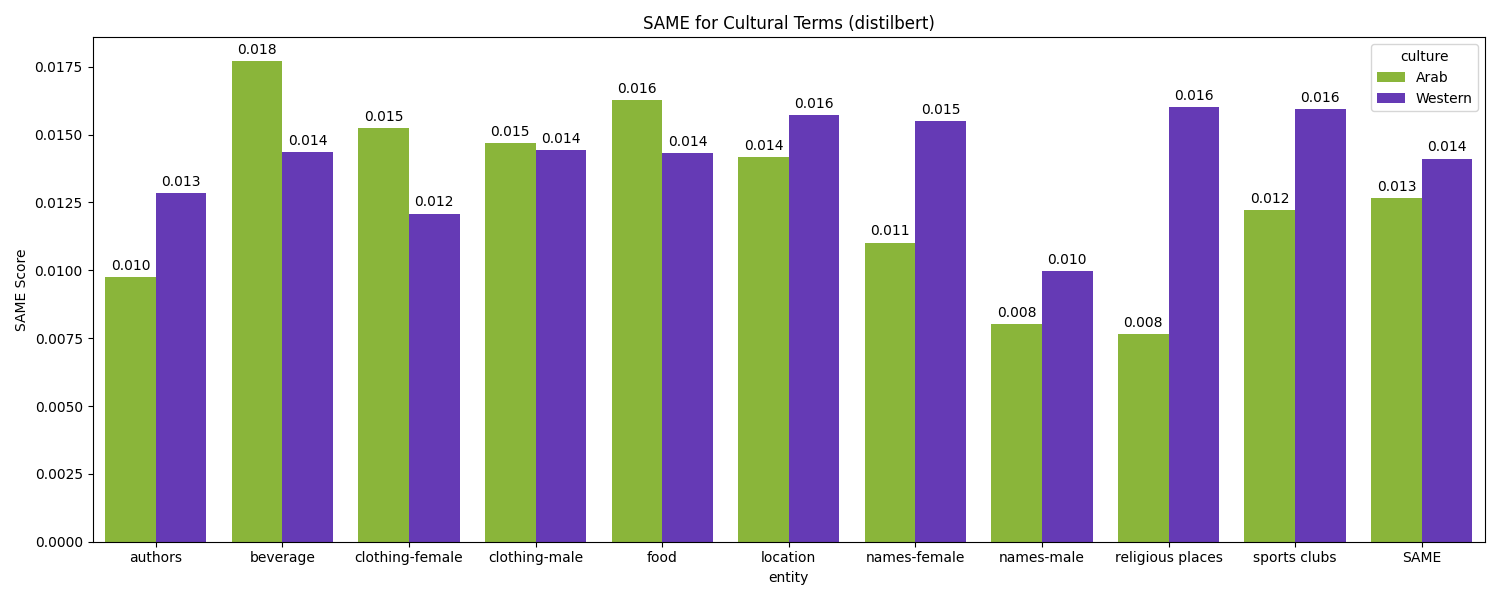 SAME for Cultural Terms (distilbert)
culture
Arab
Western
SAME Score
0.0175
0.0150
0.0125
0.0100
0.0075
0.0050
0.0025
0.0000
0.010
0.013
0.018
0.014
0.015
0.012
0.015
0.014
0.016
0.014
0.014
0.016
0.011
0.015
0.008
0.010
0.008
0.016
0.012
0.016
0.013
0.014
authors
beverage
clothing-female
clothing-male
food
location
names-female
names-male
religious places
sports clubs
SAME
entity